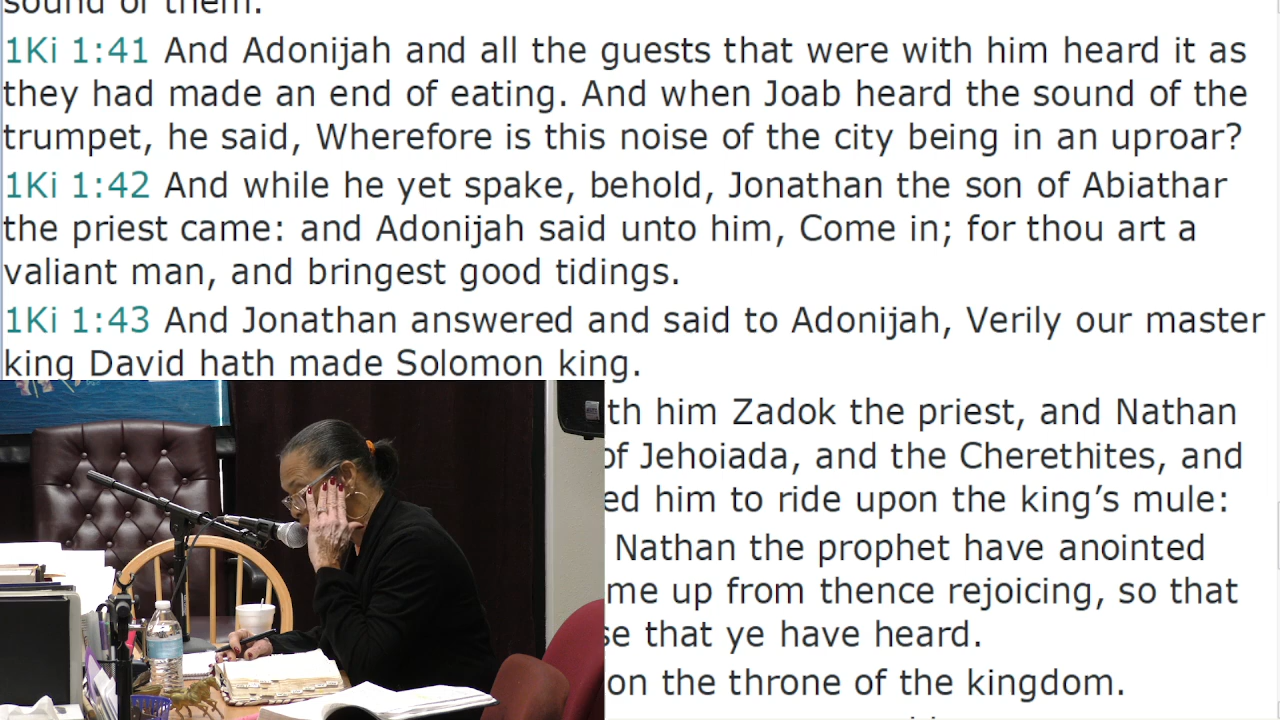 1Ki 1:41 And Adonijah and all the guests that were with him heard it as
they had made an end of eating. And when Joab heard the sound of the
trumpet, he said, Wherefore is this noise of the city being in an uproar?
1Ki 1:42 And while he yet spake, behold, Jonathan the son of Abiathar
the priest came: and Adonijah said unto him, Come in; for thou art a
valiant man, and bringest good tidings.
1Ki 1:43 And Jonathan answered and said to Adonijah, Verily our master
king David hath made Solomon king.
th him Zadok the priest, and Nathan
of Jehoiada, and the Cherethites, and
ed him to ride upon the king’s mule:
Nathan the prophet have anointed
me up from thence rejoicing, so that
se that ye have heard.
on the throne of the kingdom.